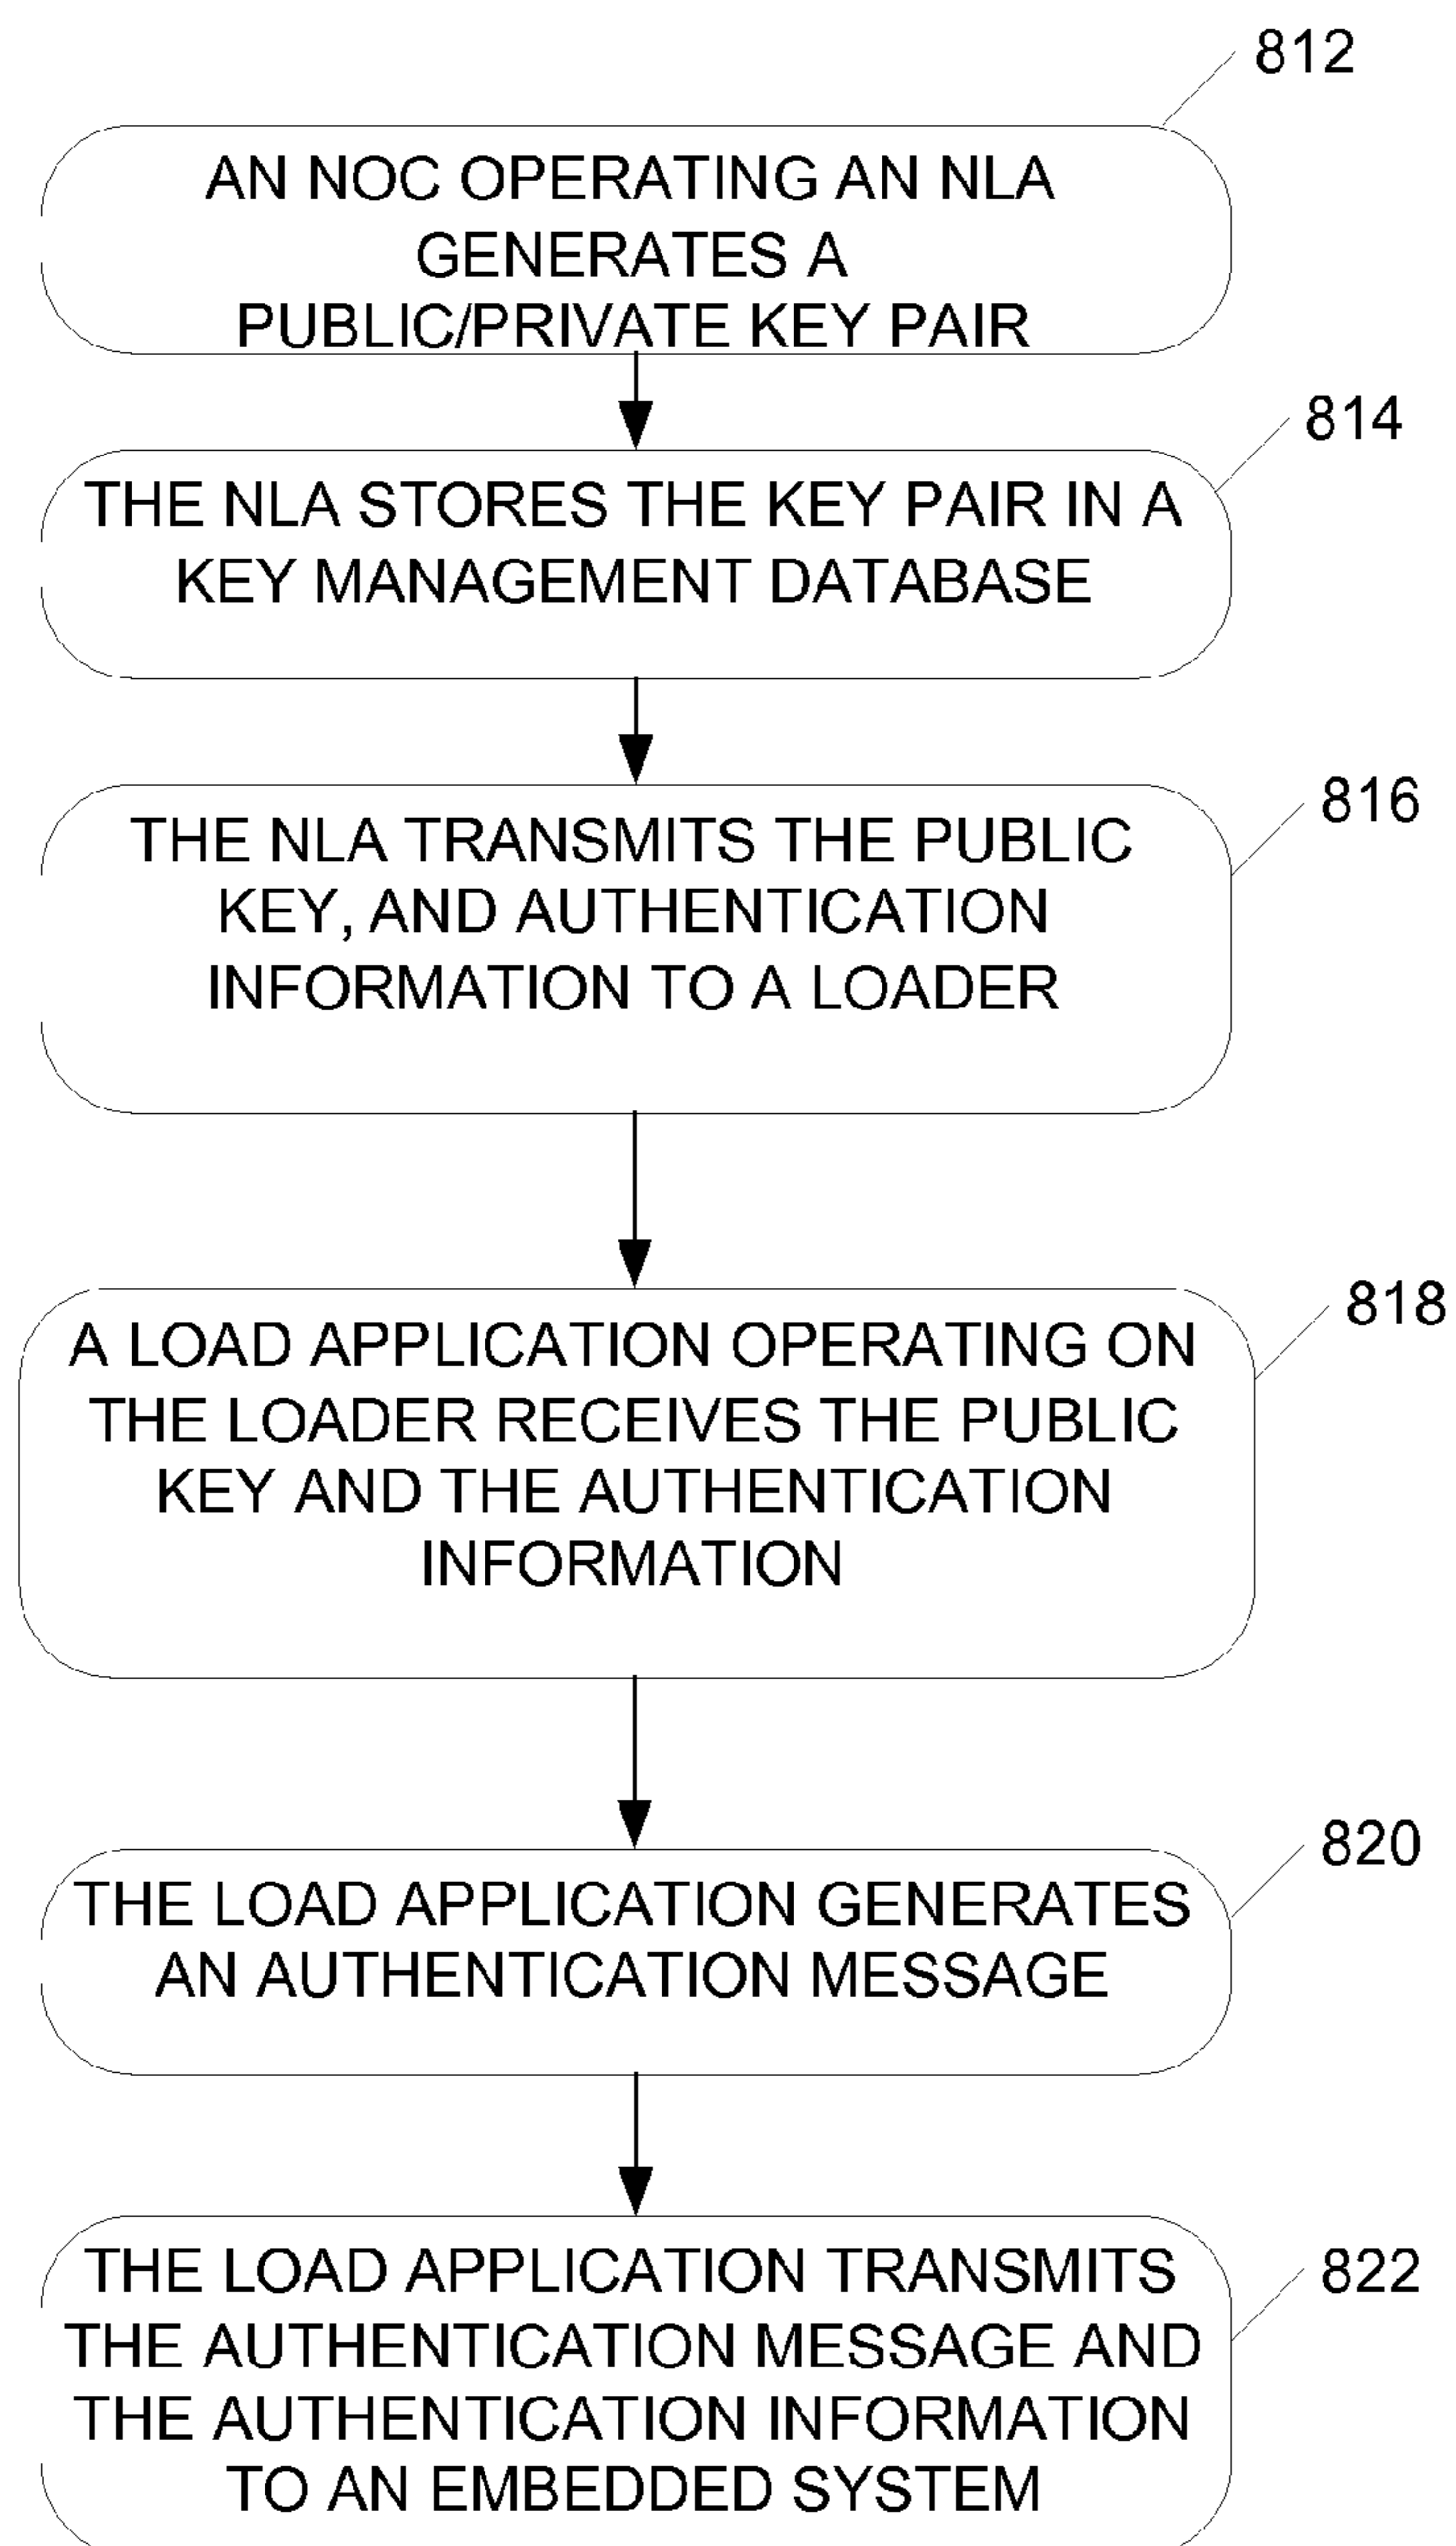 812
AN NOC OPERATING AN NLA
GENERATES A
PUBLIC/PRIVATE KEY PAIR
814
THE NLA STORES THE KEY PAIR IN A
KEY MANAGEMENT DATABASE
816
THE NLA TRANSMITS THE PUBLIC
KEY, AND AUTHENTICATION
INFORMATION TO A LOADER
818
A LOAD APPLICATION OPERATING ON
THE LOADER RECEIVES THE PUBLIC
KEY AND THE AUTHENTICATION
INFORMATION
820
THE LOAD APPLICATION GENERATES
AN AUTHENTICATION MESSAGE
822
THE LOAD APPLICATION TRANSMITS
THE AUTHENTICATION MESSAGE AND
THE AUTHENTICATION INFORMATION
TO AN EMBEDDED SYSTEM